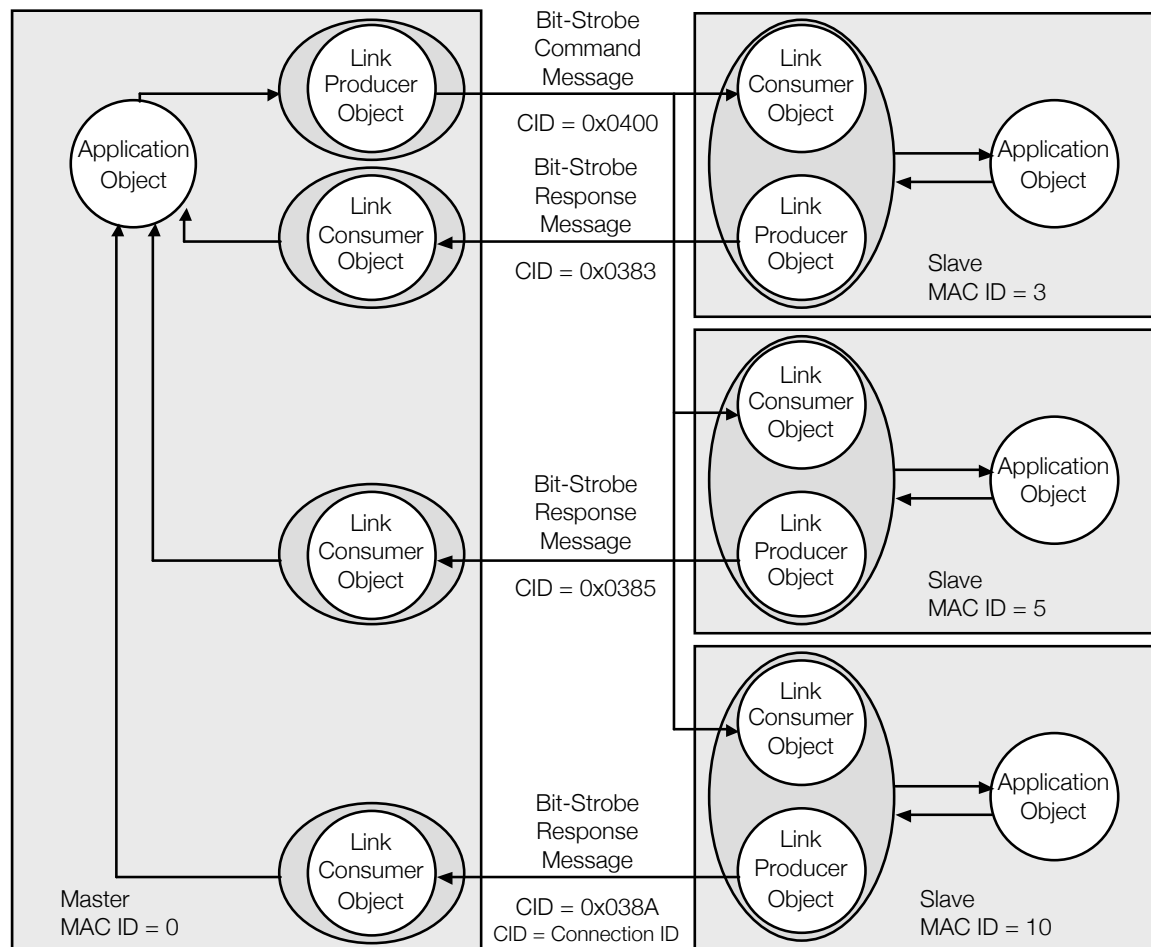 Bit-Strobe
Command
Message
CID = 0x0400
Link
Producer
Object
Application
Object
Link
Consumer
Object
Bit-Strobe
Response
Message
CID = 0x0383
Link
Consumer
Object
Link
Producer
Object
Application
Object
Slave
MAC ID = 3
Link
Consumer
Object
Bit-Strobe
Response
Message
CID = 0x0385
Link
Consumer
Object
Link
Producer
Object
Application
Object
Slave
MAC ID = 5
Link
Consumer
Object
Bit-Strobe
Response
Message
CID = 0x038A
CID = Connection ID
Link
Consumer
Object
Link
Producer
Object
Application
Object
Slave
MAC ID = 10
Master
MAC ID = 0